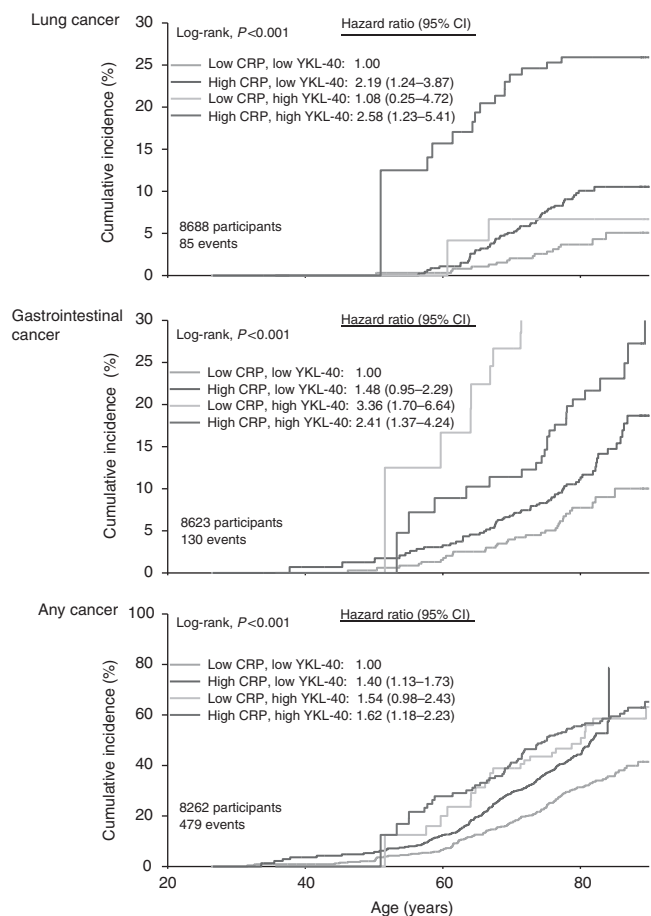 Lung cancer
Log-rank, P<0.001
Hazard ratio (95% CI)
Low CRP, low YKL-40: 1.00
High CRP, low YKL-40: 2.19 (1.24–3.87)
Low CRP, high YKL-40: 1.08 (0.25–4.72)
High CRP, high YKL-40: 2.58 (1.23–5.41)
8688 participants
85 events
Cumulative incidence (%)
30
25
20
15
10
5
0
Gastrointestinal
cancer
Log-rank, P<0.001
Hazard ratio (95% CI)
Low CRP, low YKL-40: 1.00
High CRP, low YKL-40: 1.48 (0.95–2.29)
Low CRP, high YKL-40: 3.36 (1.70–6.64)
High CRP, high YKL-40: 2.41 (1.37–4.24)
8623 participants
130 events
Cumulative incidence (%)
30
25
20
15
10
5
0
Any cancer
Log-rank, P<0.001
Hazard ratio (95% CI)
Low CRP, low YKL-40: 1.00
High CRP, low YKL-40: 1.40 (1.13–1.73)
Low CRP, high YKL-40: 1.54 (0.98–2.43)
High CRP, high YKL-40: 1.62 (1.18–2.23)
8262 participants
479 events
Cumulative incidence (%)
100
80
60
40
20
0
20 40 60 80
Age (years)